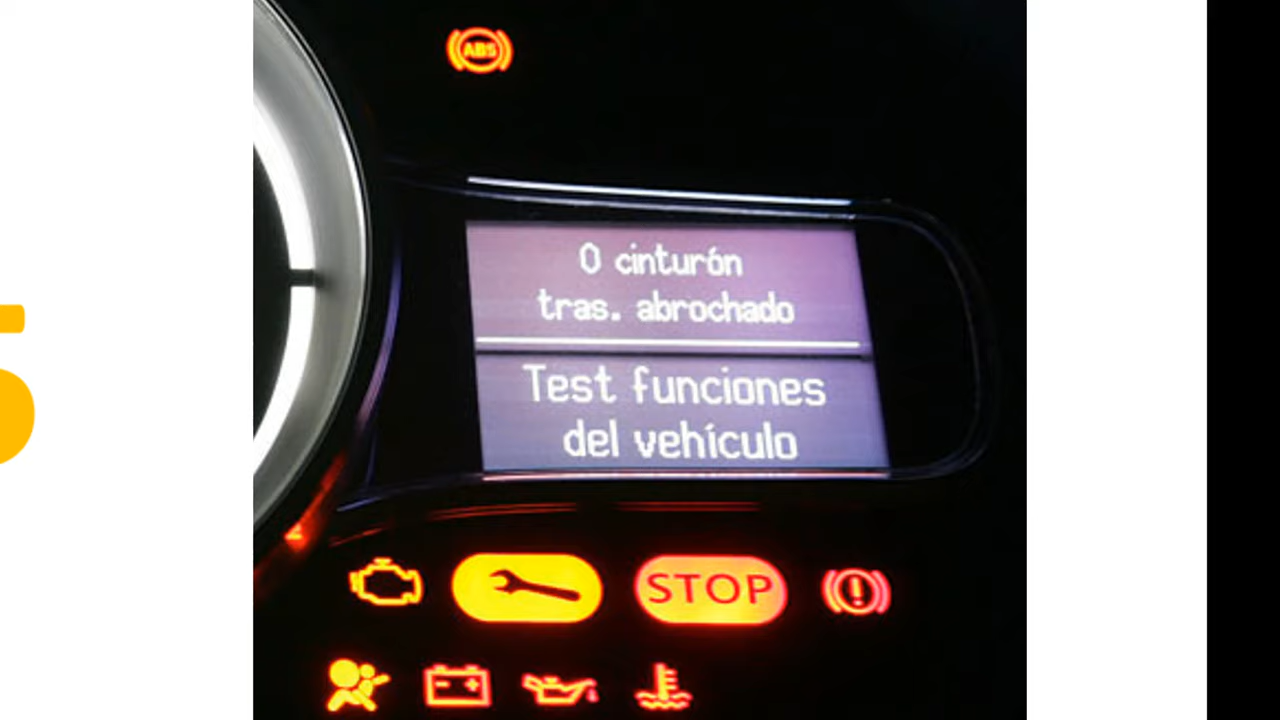 ABS
0 cinturón
tras. abrochado
Test funciones
del vehículo
STOP